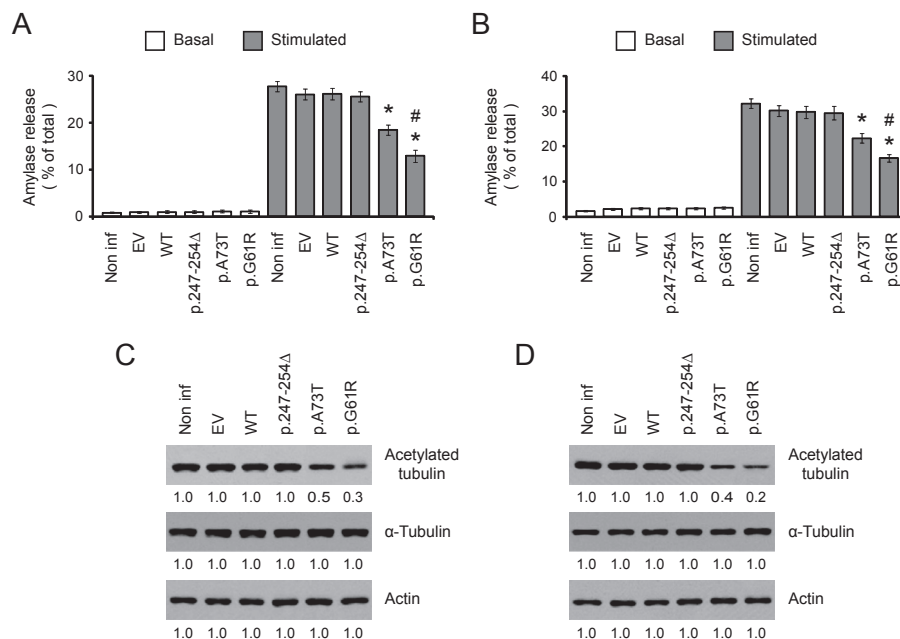 A
Basal
Stimulated
Amylase release
( % of total )
30
20
10
0
Non inf
EV
WT
p.247-254Δ
p.A73T
p.G61R
Non inf
EV
WT
p.247-254Δ
p.A73T
p.G61R
*
#
*
B
Basal
Stimulated
Amylase release
( % of total )
40
30
20
10
0
Non inf
EV
WT
p.247-254Δ
p.A73T
p.G61R
Non inf
EV
WT
p.247-254Δ
p.A73T
p.G61R
*
#
*
C
Non inf
EV
WT
p.247-254Δ
p.A73T
p.G61R
Acetylated
tubulin
1.0 1.0 1.0 1.0 0.5 0.3
α-Tubulin
1.0 1.0 1.0 1.0 1.0 1.0
Actin
1.0 1.0 1.0 1.0 1.0 1.0
D
Non inf
EV
WT
p.247-254Δ
p.A73T
p.G61R
Acetylated
tubulin
1.0 1.0 1.0 1.0 0.4 0.2
α-Tubulin
1.0 1.0 1.0 1.0 1.0 1.0
Actin
1.0 1.0 1.0 1.0 1.0 1.0